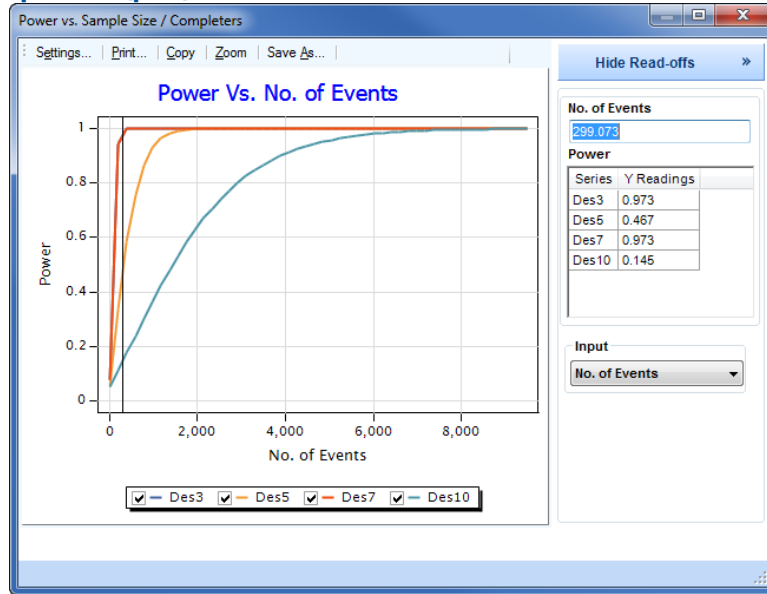 Power vs. Sample Size / Completers
Settings... Print... Copy Zoom Save As...
Hide Read-offs »
Power Vs. No. of Events
1
0.8
0.6
0.4
0.2
0
Power
0 2,000 4,000 6,000 8,000
No. of Events
Des3 Des5 Des7 Des10
No. of Events
299.073
Power
Series Y Readings
Des3 0.973
Des5 0.467
Des7 0.973
Des10 0.145
Input
No. of Events